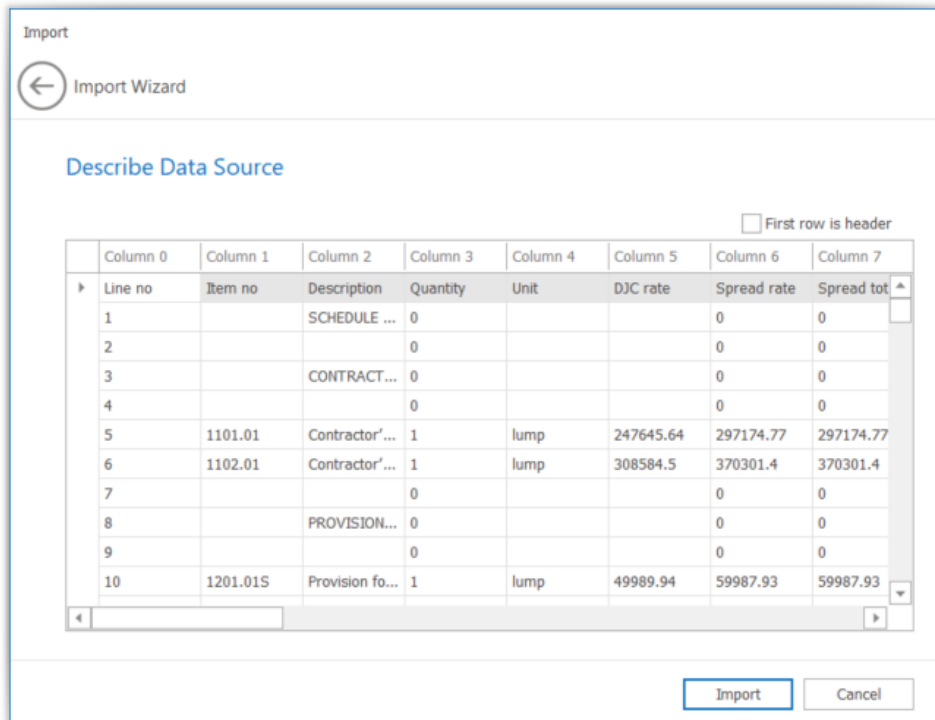 Import
Import Wizard
Describe Data Source
First row is header
Column 0 Column 1 Column 2 Column 3 Column 4 Column 5 Column 6 Column 7
Line no Item no Description Quantity Unit DJC rate Spread rate Spread tot
1 SCHEDULE ... 0 0 0
2 0 0 0
3 CONTRACT... 0 0 0
4 0 0 0
5 1101.01 Contractor'... 1 lump 247645.64 297174.77 297174.77
6 1102.01 Contractor'... 1 lump 308584.5 370301.4 370301.4
7 0 0 0
8 PROVISION... 0 0 0
9 0 0 0
10 1201.01S Provision fo... 1 lump 49989.94 59987.93 59987.93
Import Cancel